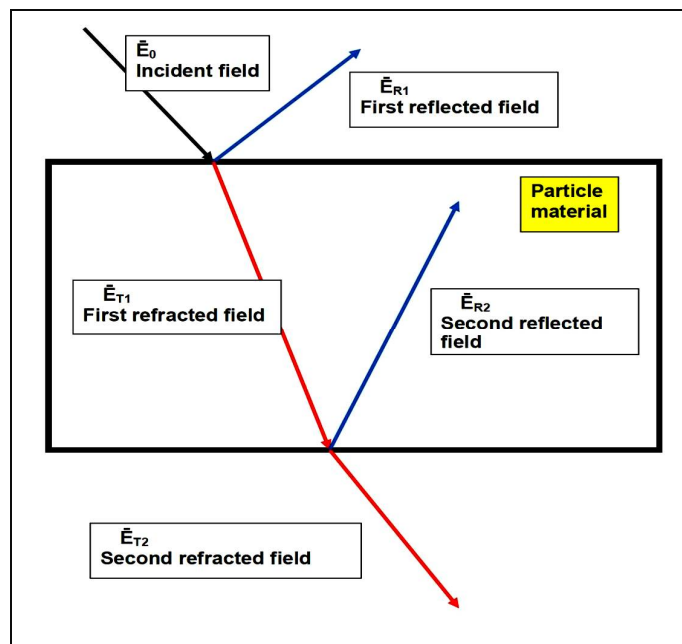 Ē0
Incident field
ĒR1
First reflected field
Particle
material
ĒT1
First refracted field
ĒR2
Second reflected
field
ĒT2
Second refracted field